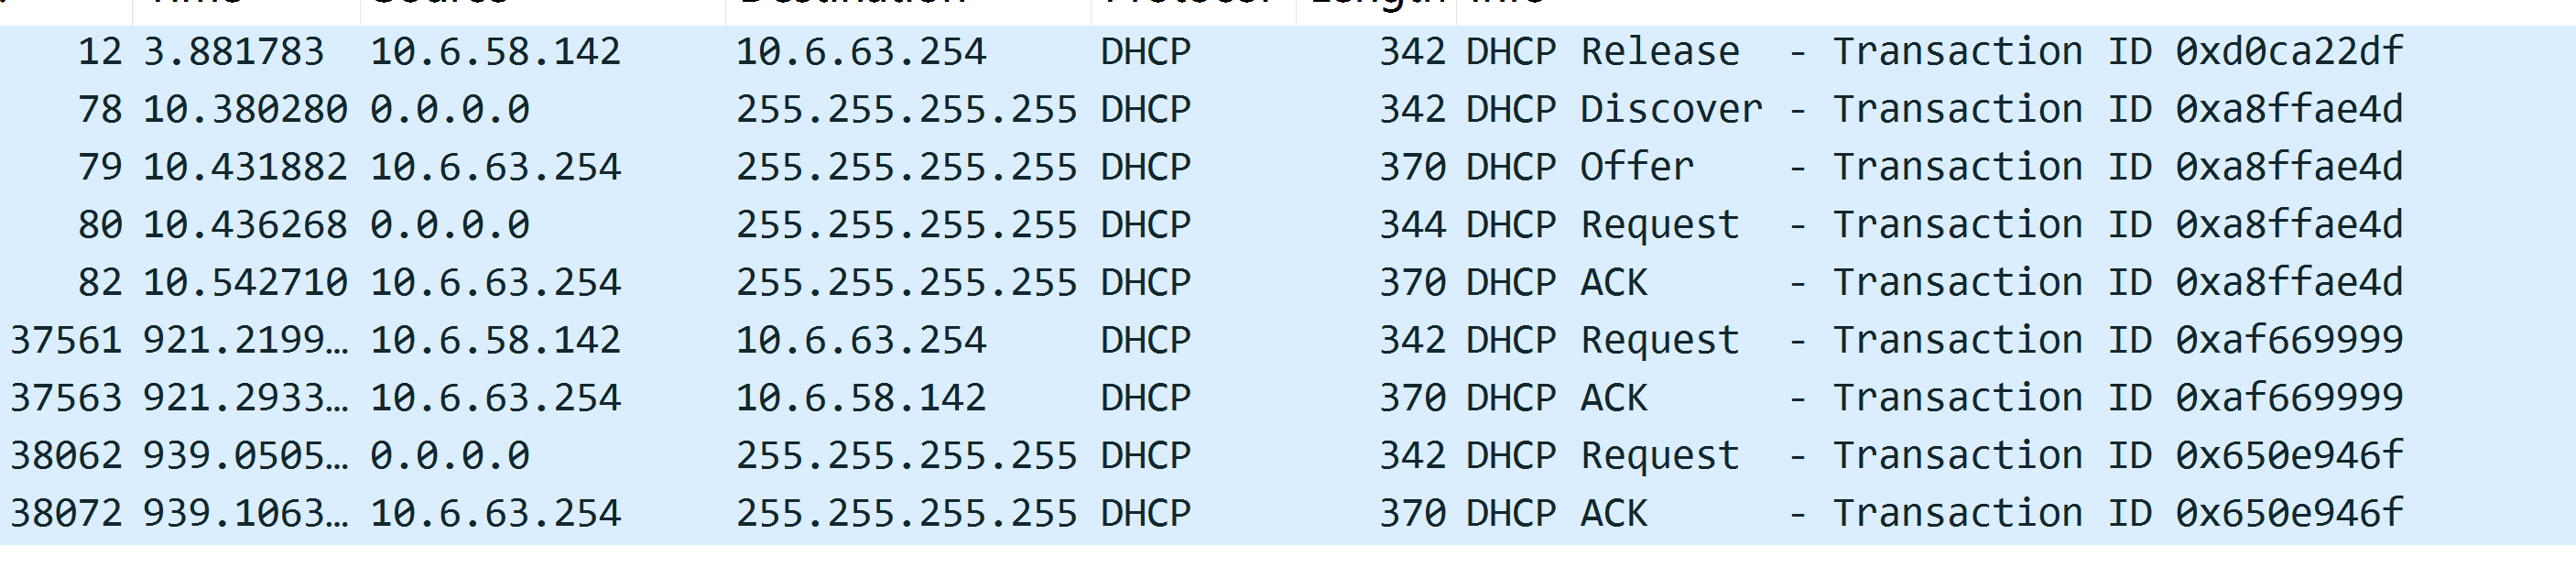 Time Source Destination Protocol Length Info
12 3.881783 10.6.58.142 10.6.63.254 DHCP 342 DHCP Release - Transaction ID 0xd0ca22df
78 10.380280 0.0.0.0 255.255.255.255 DHCP 342 DHCP Discover - Transaction ID 0xa8ffae4d
79 10.431882 10.6.63.254 255.255.255.255 DHCP 370 DHCP Offer - Transaction ID 0xa8ffae4d
80 10.436268 0.0.0.0 255.255.255.255 DHCP 344 DHCP Request - Transaction ID 0xa8ffae4d
82 10.542710 10.6.63.254 255.255.255.255 DHCP 370 DHCP ACK - Transaction ID 0xa8ffae4d
37561 921.2199… 10.6.58.142 10.6.63.254 DHCP 342 DHCP Request - Transaction ID 0xaf669999
37563 921.2933… 10.6.63.254 10.6.58.142 DHCP 370 DHCP ACK - Transaction ID 0xaf669999
38062 939.0505… 0.0.0.0 255.255.255.255 DHCP 342 DHCP Request - Transaction ID 0x650e946f
38072 939.1063… 10.6.63.254 255.255.255.255 DHCP 370 DHCP ACK - Transaction ID 0x650e946f